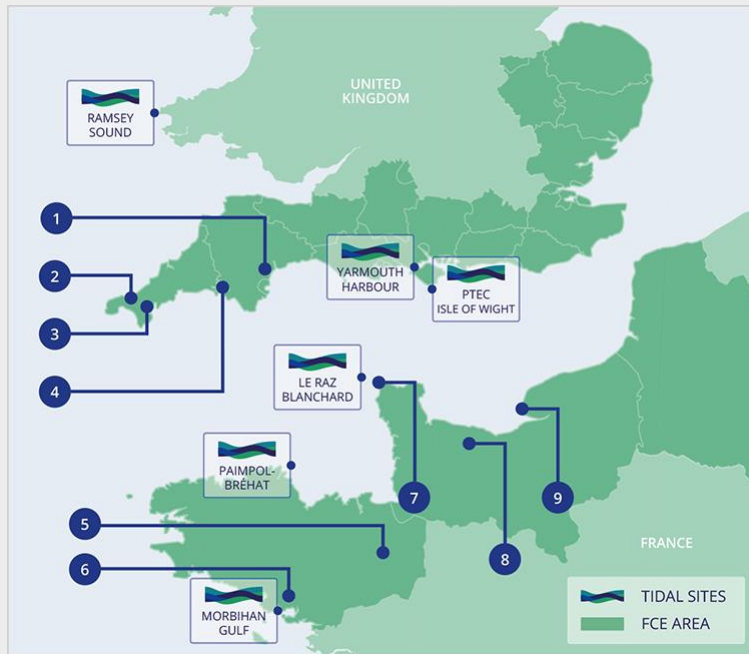 UNITED
KINGDOM
RAMSEY
SOUND
1
2
3
4
YARMOUTH
HARBOUR
PTEC
ISLE OF WIGHT
LE RAZ
BLANCHARD
PAIMPOL-
BRÉHAT
7
9
5
8
6
FRANCE
MORBIHAN
GULF
TIDAL SITES
FCE AREA